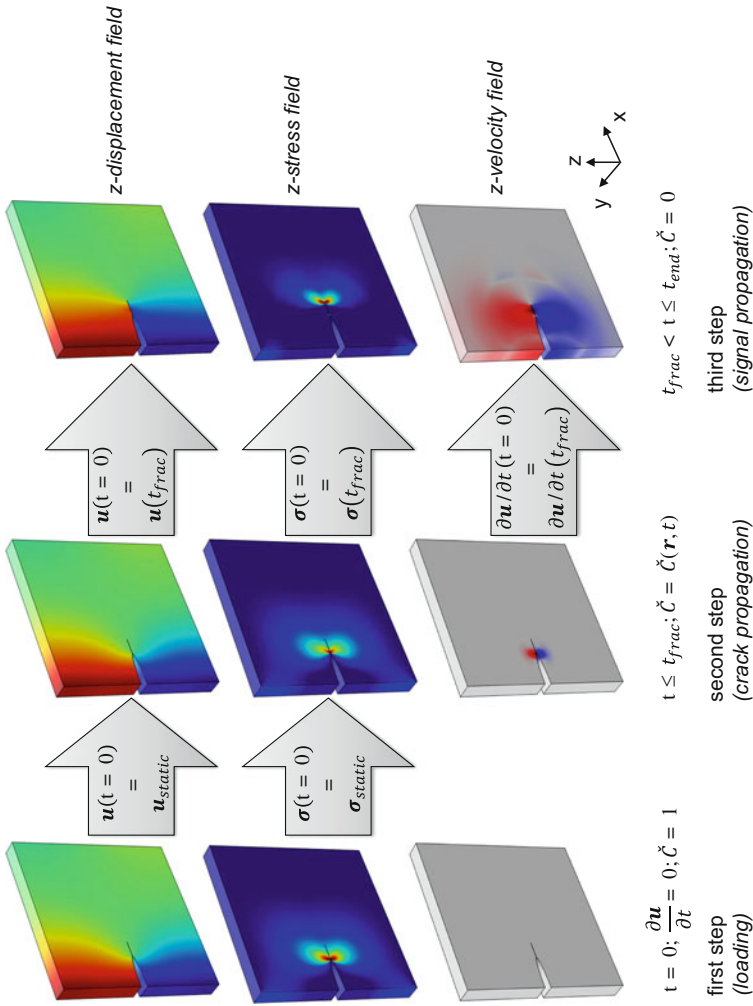 z-displacement field
u(t = 0)
=
u_static
u(t = 0)
=
u(t_frac)
z-stress field
σ(t = 0)
=
σ_static
σ(t = 0)
=
σ(t_frac)
z-velocity field
∂u/∂t (t = 0)
=
∂u/∂t (t_frac)
z
y
x
t = 0; ∂u/∂t = 0; Č = 1
first step
(loading)
t ≤ t_frac; Č = Č(r, t)
second step
(crack propagation)
t_frac < t ≤ t_end; Č = 0
third step
(signal propagation)